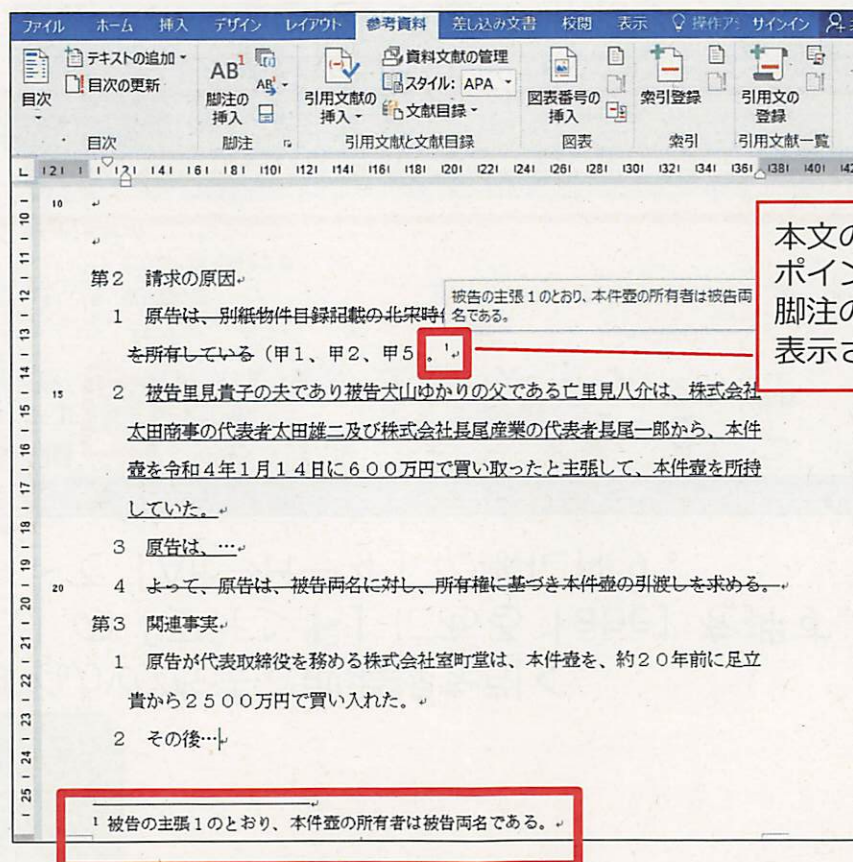 ファイル ホーム 挿入 デザイン レイアウト 参考資料 差し込み文書 校閲 表示 操作ア サインイン
目次
テキストの追加
目次の更新
目次
AB1
脚注の挿入
AB
脚注
引用文献の挿入
資料文献の管理
スタイル: APA
文献目録
引用文献と文献目録
図表番号の挿入
図表
索引登録
索引
引用文の登録
引用文献一覧
本文の
ポイン
脚注の
表示さ
第2 請求の原因
被告の主張1のとおり、本件壺の所有者は被告両
名である。
1 原告は、別紙物件目録記載の北宋時
を所有している（甲1、甲2、甲5 。1
15 2 被告里見貴子の夫であり被告犬山ゆかりの父である亡里見八介は、株式会社
太田商事の代表者太田雄二及び株式会社長尾産業の代表者長尾一郎から、本件
壺を令和4年1月14日に600万円で買い取ったと主張して、本件壺を所持
していた。
3 原告は、…
20 4 よって、原告は、被告両名に対し、所有権に基づき本件壺の引渡しを求める。
第3 関連事実
1 原告が代表取締役を務める株式会社室町堂は、本件壺を、約20年前に足立
貴から2500万円で買い入れた。
2 その後…
1 被告の主張1のとおり、本件壺の所有者は被告両名である。